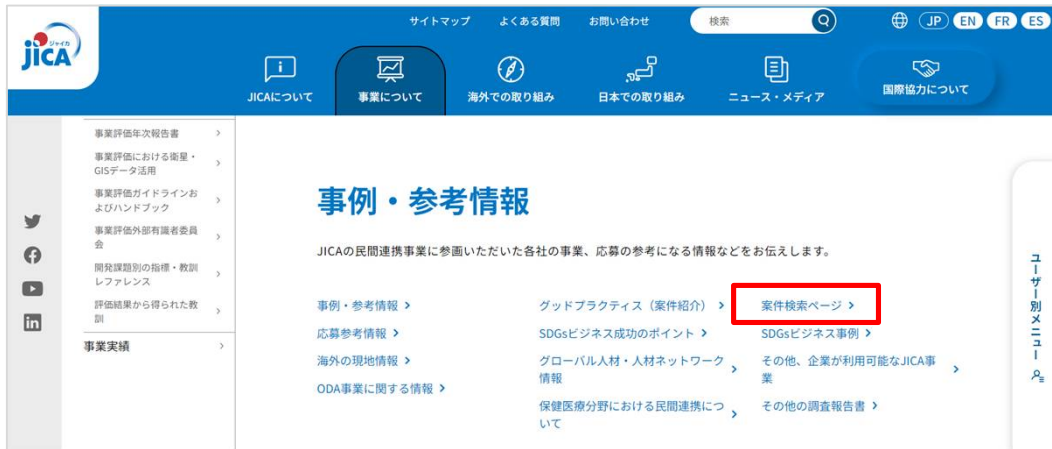 サイトマップ よくある質問 お問い合わせ 検索 JP EN FR ES
ジャイカ
jICA
JICAについて 事業について 海外での取り組み 日本での取り組み ニュース・メディア 国際協力について
事業評価年次報告書
事業評価における衛星・
GISデータ活用
事業評価ガイドラインお
よびハンドブック
事業評価外部有識者委員
会
開発課題別の指標・教訓
レファレンス
評価結果から得られた教
訓
事業実績
事例・参考情報
JICAの民間連携事業に参画いただいた各社の事業、応募の参考になる情報などをお伝えします。
事例・参考情報
応募参考情報
海外の現地情報
ODA事業に関する情報
グッドプラクティス（案件紹介）
SDGsビジネス成功のポイント
グローバル人材・人材ネットワーク
情報
保健医療分野における民間連携につ
いて
案件検索ページ
SDGsビジネス事例
その他、企業が利用可能なJICA事
業
その他の調査報告書
ユーザー別メニュー